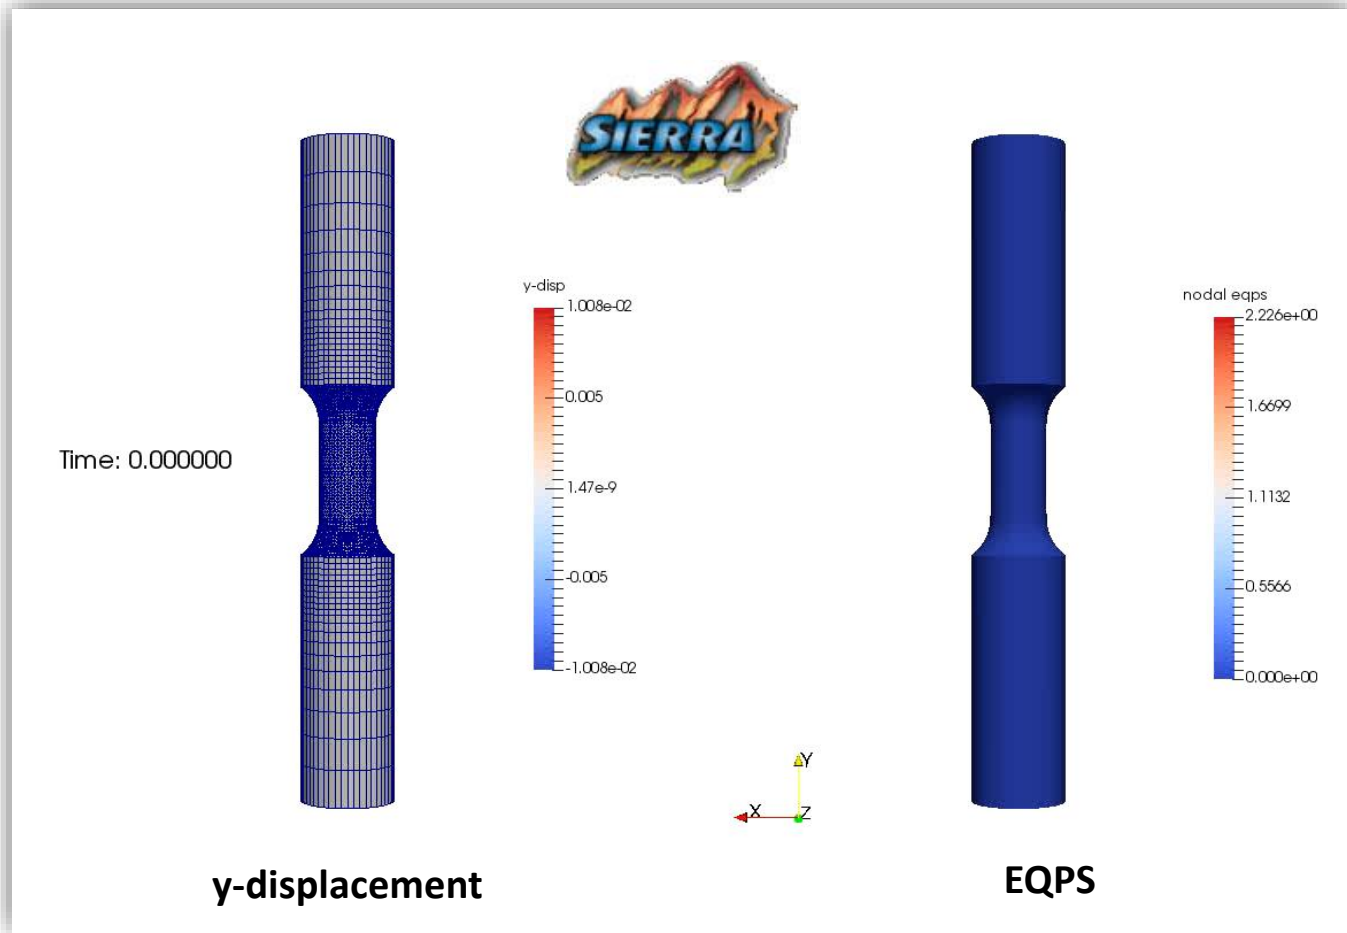 SIERRA
y-disp
1.008e-02
0.005
1.47e-9
-0.005
-1.008e-02
Time: 0.000000
nodal eqps
2.226e+00
1.6699
1.1132
0.5566
0.000e+00
Y
X
Z
y-displacement
EQPS